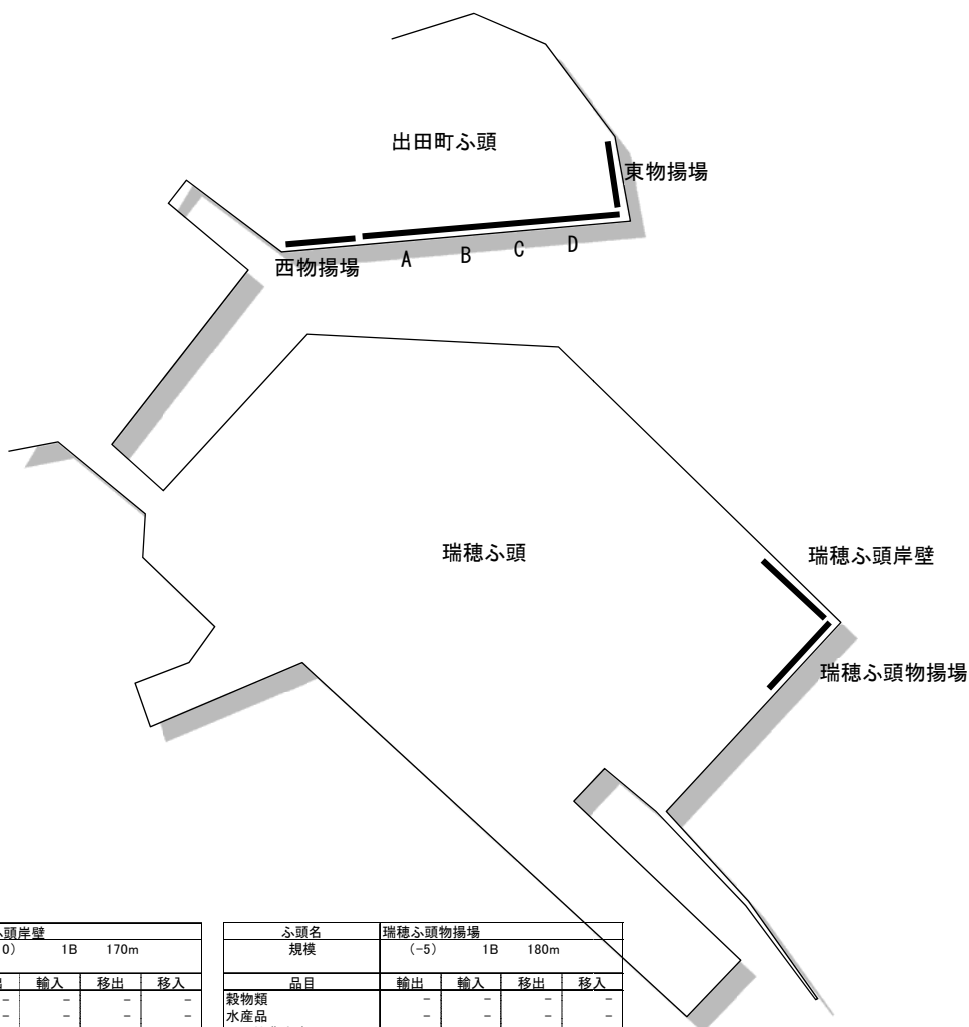 出田町ふ頭
東物揚場
西物揚場
A B C D
瑞穂ふ頭
瑞穂ふ頭岸壁
瑞穂ふ頭物揚場
頭岸壁
0) 1B 170m
輸入 移出 移入
- - - -
- - - -
ふ頭名 瑞穂ふ頭物揚場
規模 (-5) 1B 180m
品目 輸出 輸入 移出 移入
穀物類 - - - -
水産品 - - - -